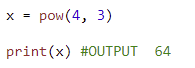 x = pow(4, 3)
print(x) #OUTPUT  64